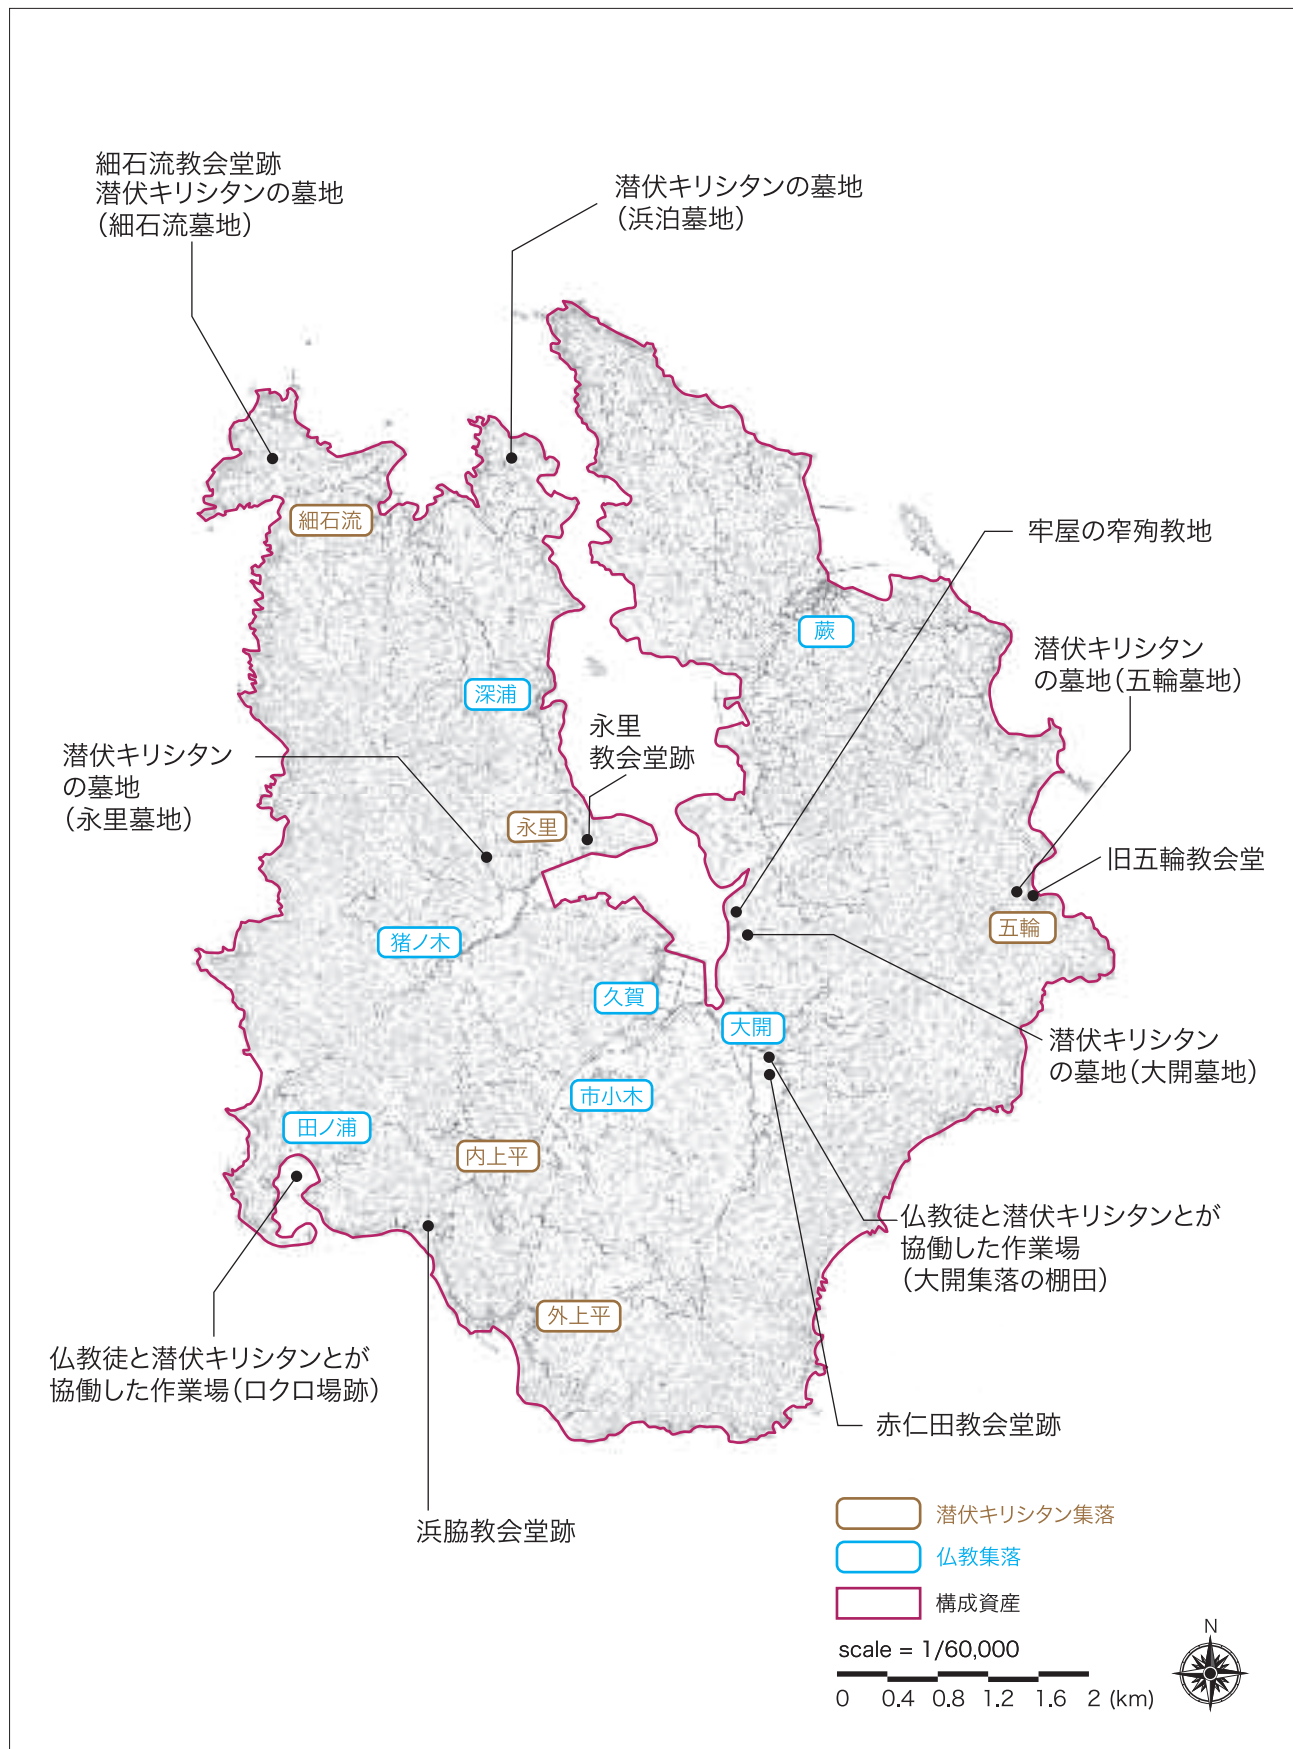 細石流教会堂跡
潜伏キリシタンの墓地
（細石流墓地）
潜伏キリシタンの墓地
（浜泊墓地）
細石流
牢屋の窄殉教地
蕨
潜伏キリシタン
の墓地（五輪墓地）
深浦
永里
教会堂跡
潜伏キリシタン
の墓地
（永里墓地）
永里
旧五輪教会堂
五輪
猪ノ木
久賀
大開
潜伏キリシタン
の墓地（大開墓地）
市小木
田ノ浦
内上平
仏教徒と潜伏キリシタンとが
協働した作業場
（大開集落の棚田）
外上平
仏教徒と潜伏キリシタンとが
協働した作業場（ロクロ場跡）
赤仁田教会堂跡
浜脇教会堂跡
潜伏キリシタン集落
仏教集落
構成資産
scale = 1/60,000
0 0.4 0.8 1.2 1.6 2 (km)
N